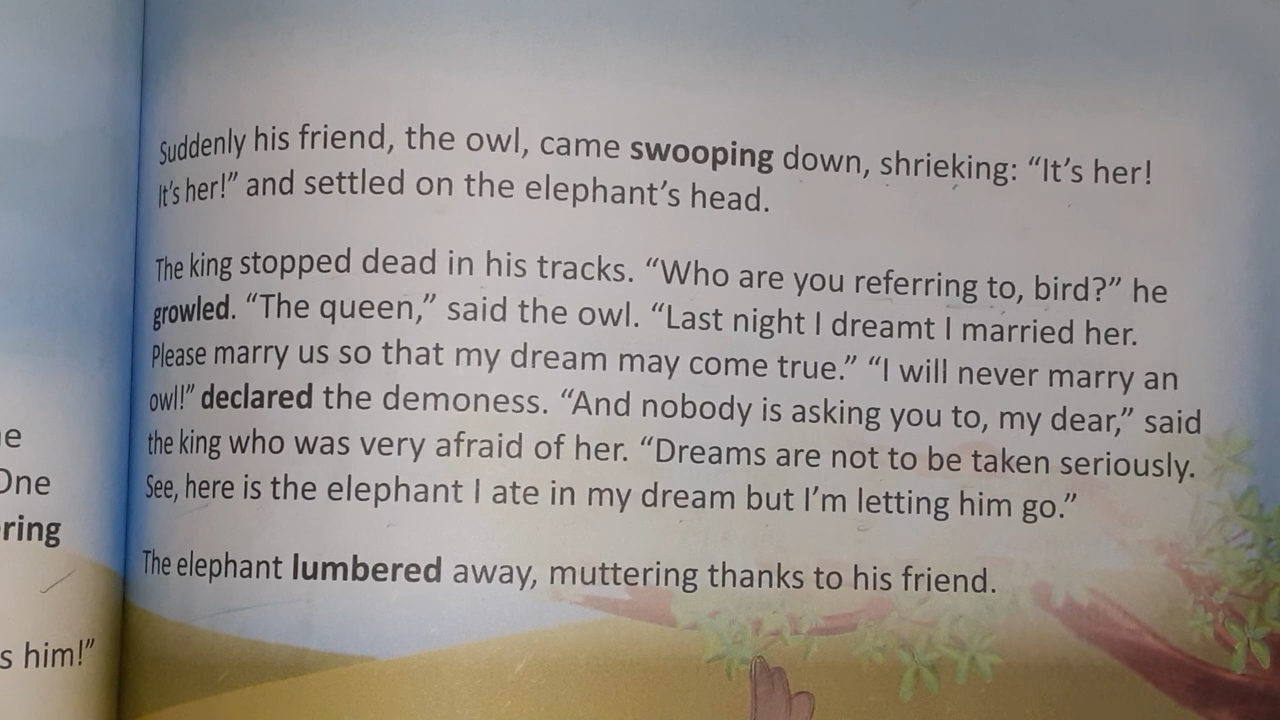 Suddenly his friend, the owl, came swooping down, shrieking: “It’s her!
It’s her!” and settled on the elephant’s head.
The king stopped dead in his tracks. “Who are you referring to, bird?” he
growled. “The queen,” said the owl. “Last night I dreamt I married her.
Please marry us so that my dream may come true.” “I will never marry an
owl!” declared the demoness. “And nobody is asking you to, my dear,” said
the king who was very afraid of her. “Dreams are not to be taken seriously.
See, here is the elephant I ate in my dream but I’m letting him go.”
The elephant lumbered away, muttering thanks to his friend.
One
him!”